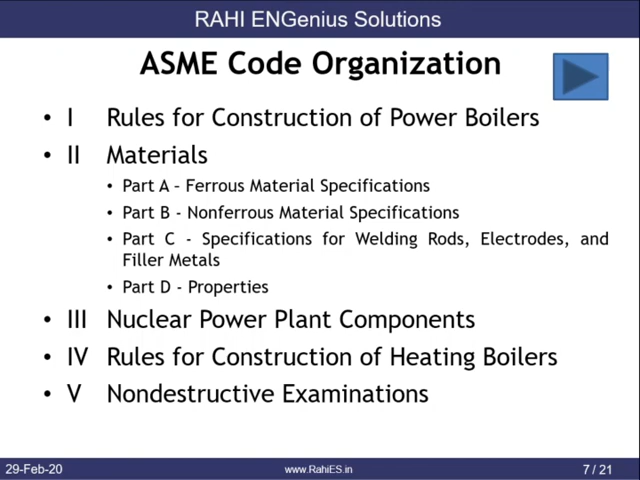 RAHI ENGenius Solutions
ASME Code Organization
• I Rules for Construction of Power Boilers
• II Materials
• Part A – Ferrous Material Specifications
• Part B - Nonferrous Material Specifications
• Part C - Specifications for Welding Rods, Electrodes, and
Filler Metals
• Part D - Properties
• III Nuclear Power Plant Components
• IV Rules for Construction of Heating Boilers
• V Nondestructive Examinations
29-Feb-20 www.RahiES.in 7 / 21